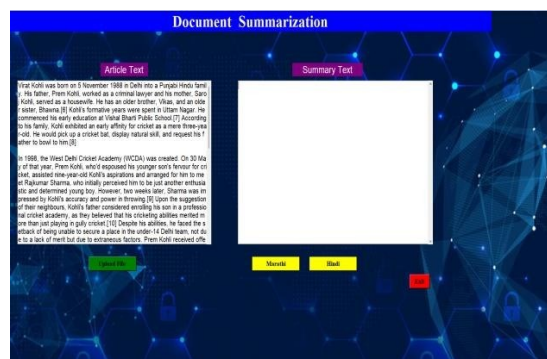 Document Summarization
Article Text
Summary Text
Virat Kohli was born on 5 November 1988 in Delhi into a Punjabi Hindu famil
y. His father, Prem Kohli, worked as a criminal lawyer and his mother, Saro
j Kohli, served as a housewife. He has an older brother, Vikas, and an olde
r sister, Bhawna.[6] Kohli's formative years were spent in Uttam Nagar. He
commenced his early education at Vishal Bharti Public School.[7] According
to his family, Kohli exhibited an early affinity for cricket as a mere three-yea
r-old. He would pick up a cricket bat, display natural skill, and request his f
ather to bowl to him.[8]
In 1998, the West Delhi Cricket Academy (WDCA) was created. On 30 Ma
y of that year, Prem Kohli, who'd espoused his younger son's fervour for cri
cket, assisted nine-year-old Kohli's aspirations and arranged for him to me
et Rajkumar Sharma, who initially perceived him to be just another enthusia
stic and determined young boy. However, two weeks later, Sharma was im
pressed by Kohli's accuracy and power in throwing.[9] Upon the suggestion
of their neighbours, Kohli's father considered enrolling his son in a professio
nal cricket academy, as they believed that his cricketing abilities merited m
ore than just playing in gully cricket.[10] Despite his abilities, he faced the s
etback of being unable to secure a place in the under-14 Delhi team, not du
e to a lack of merit but due to extraneous factors. Prem Kohli received offe
Upload File
Marathi
Hindi